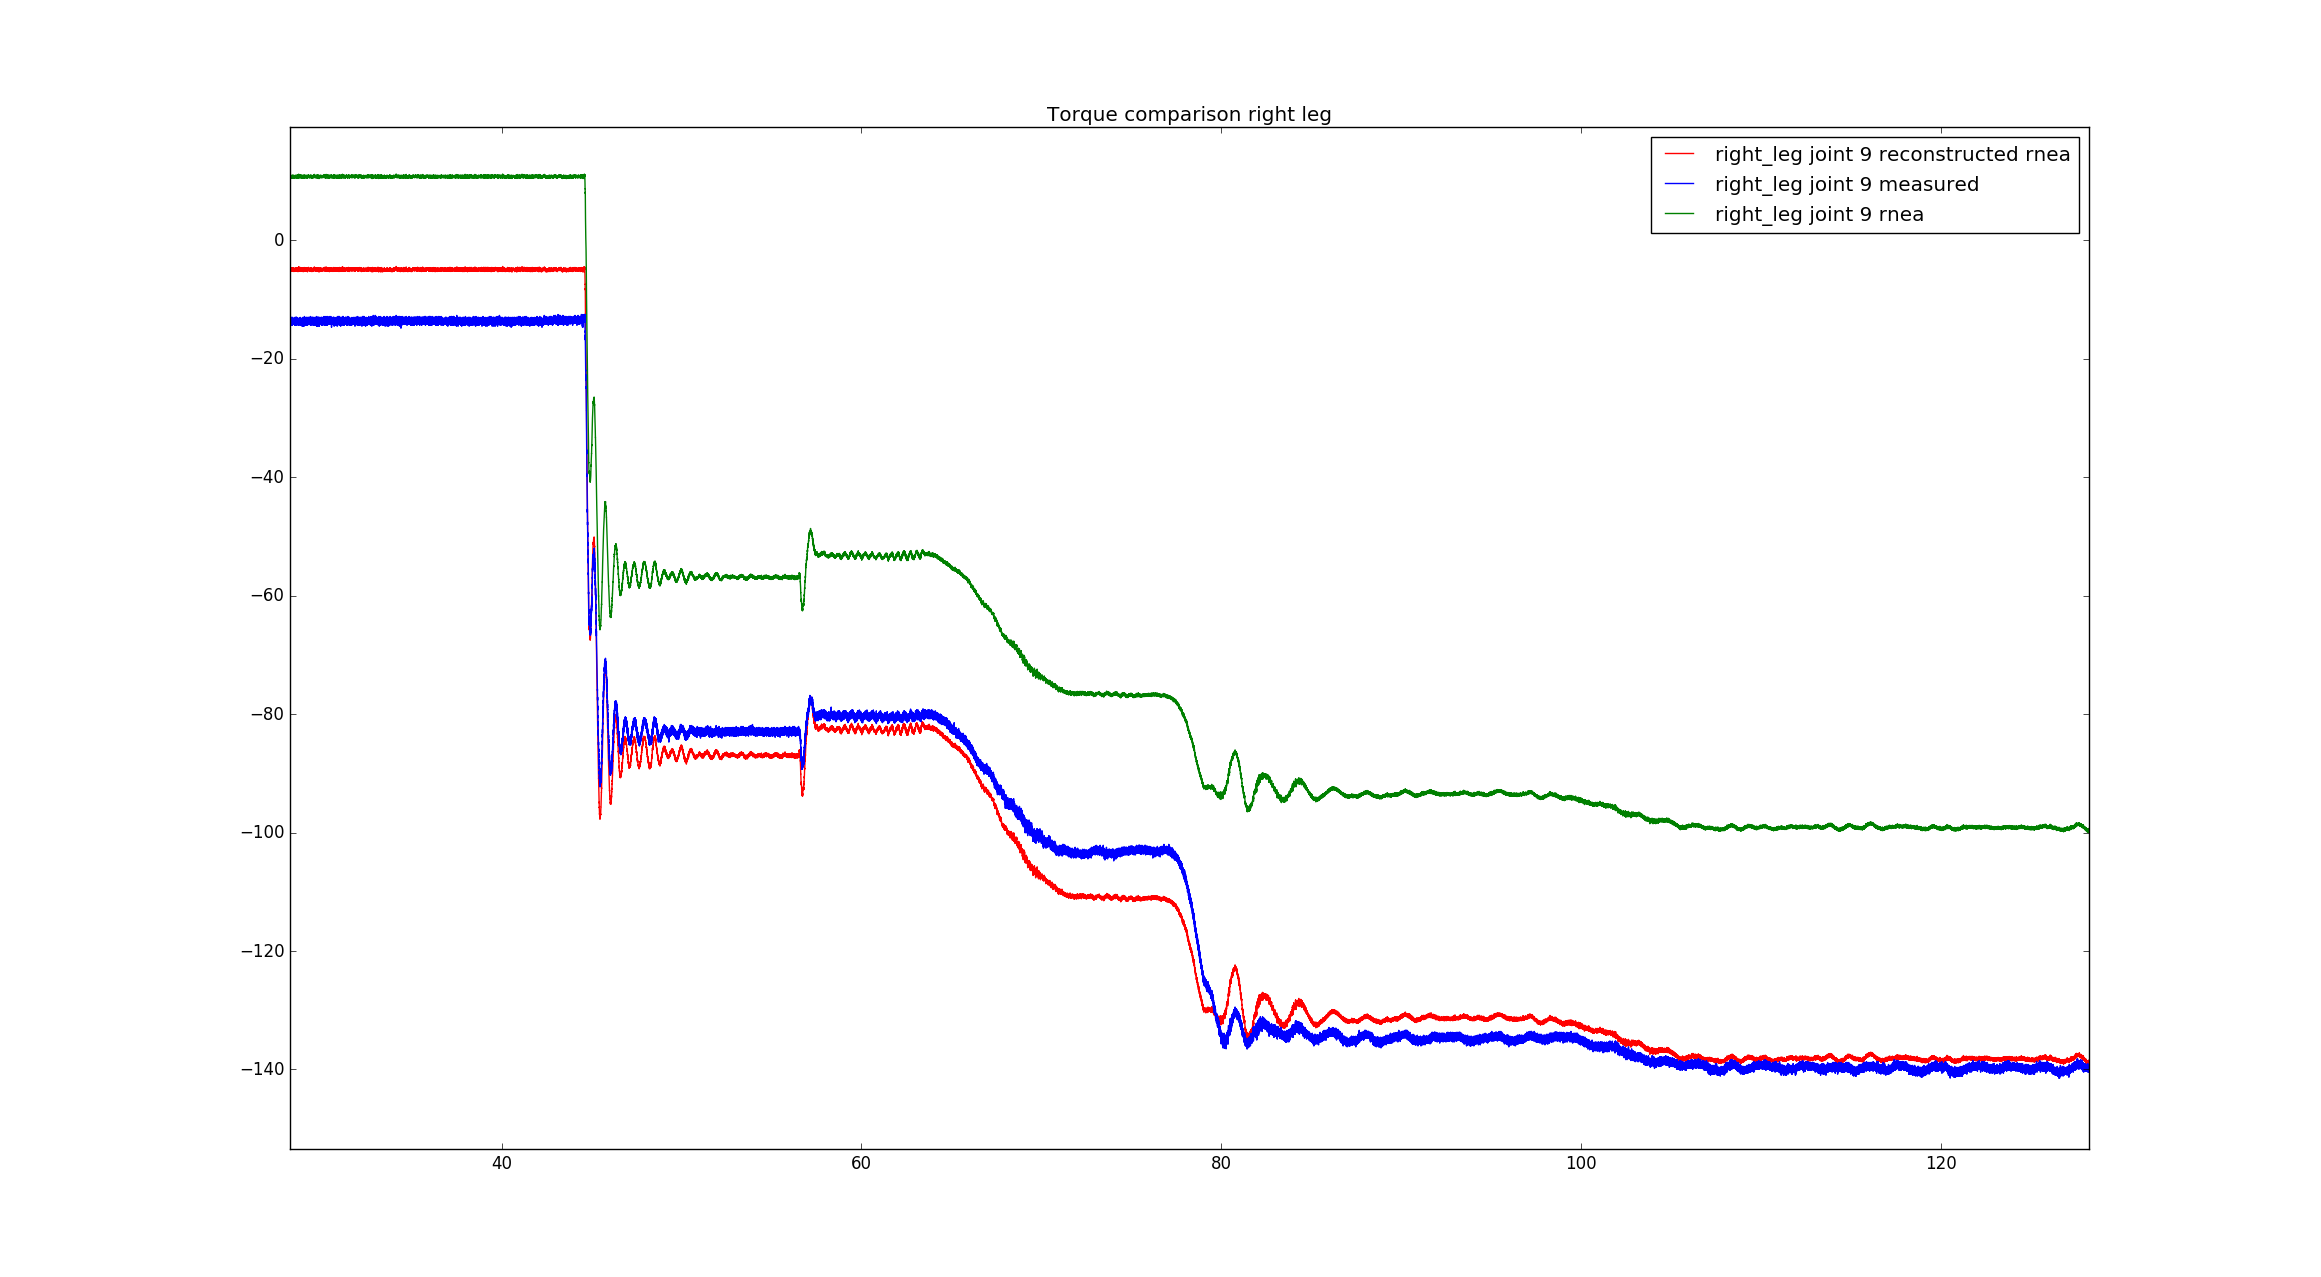 Torque comparison right leg
right_leg joint 9 reconstructed rnea
right_leg joint 9 measured
right_leg joint 9 rnea
0
−20
−40
−60
−80
−100
−120
−140
40 60 80 100 120